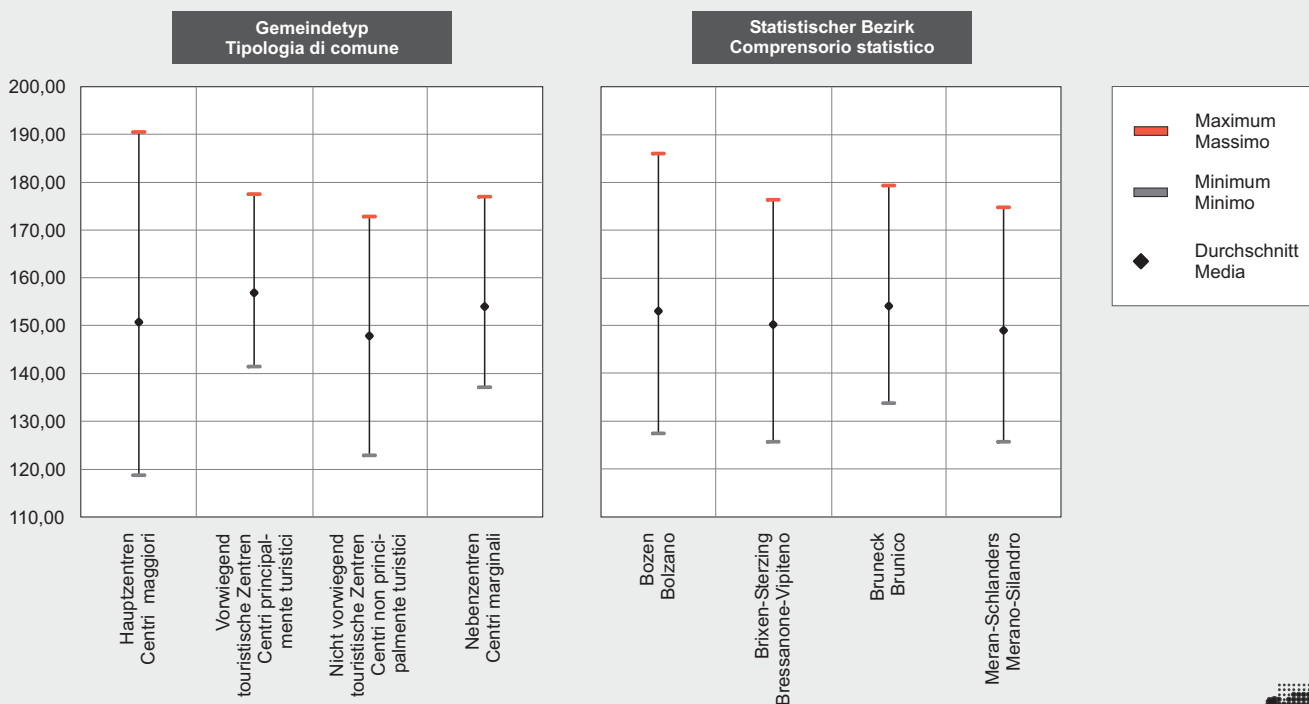 Gemeindetyp
Tipologia di comune
Statistischer Bezirk
Comprensorio statistico
200,00
190,00
180,00
170,00
160,00
150,00
140,00
130,00
120,00
110,00
Hauptzentren
Centri maggiori
Vorwiegend
touristische Zentren
Centri principal-
mente turistici
Nicht vorwiegend
touristische Zentren
Centri non princi-
palmente turistici
Nebenzentren
Centri marginali
Bozen
Bolzano
Brixen-Sterzing
Bressanone-Vipiteno
Bruneck
Brunico
Meran-Schlanders
Merano-Silandro
Maximum
Massimo
Minimum
Minimo
Durchschnitt
Media